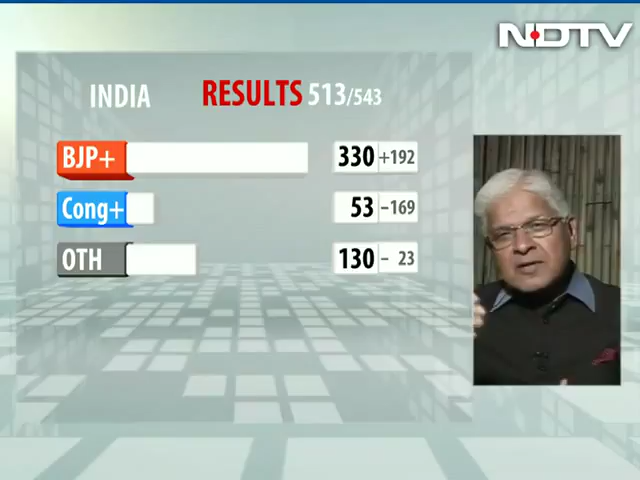 NDTV
INDIA RESULTS 513/543
BJP+ 330 +192
Cong+ 53 -169
OTH 130 - 23